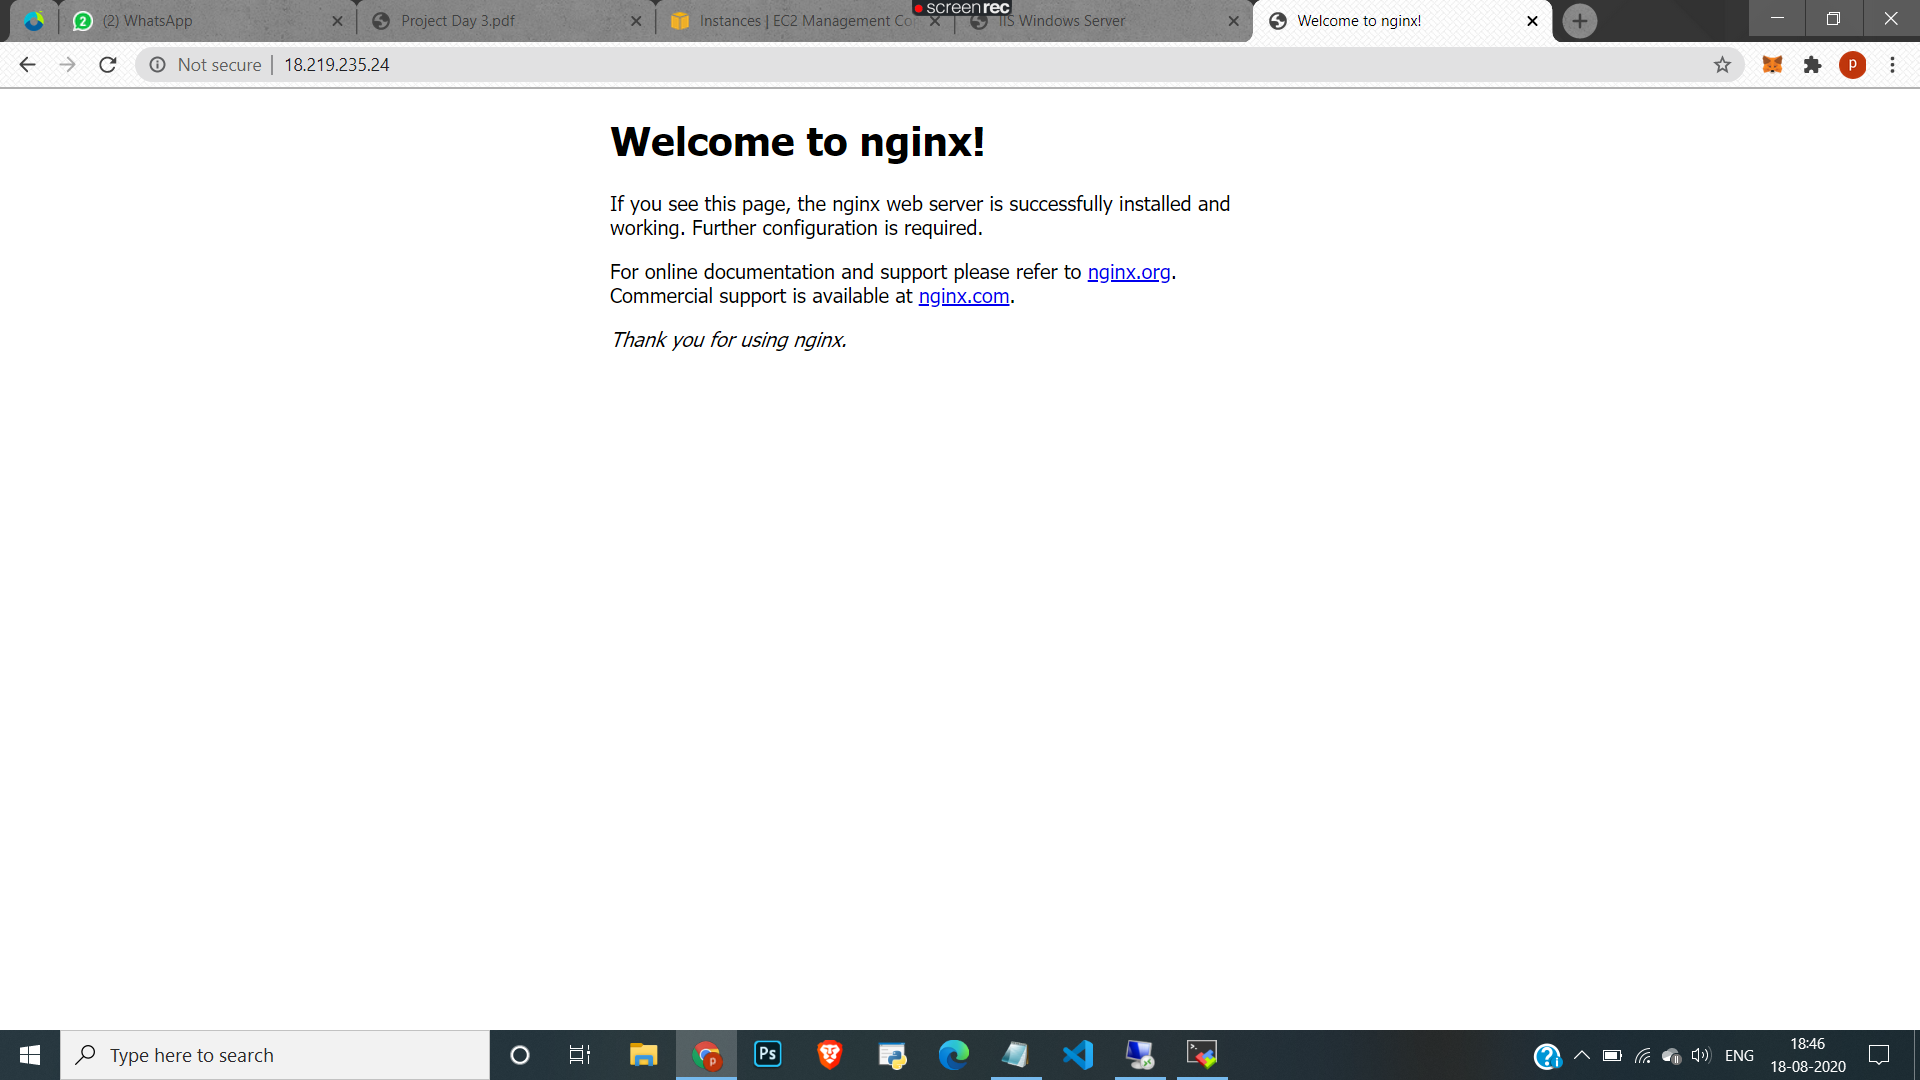 screenrec
2 (2) WhatsApp
Project Day 3.pdf
Instances | EC2 Management Co
IIS Windows Server
Welcome to nginx!
Not secure | 18.219.235.24
P
Welcome to nginx!
If you see this page, the nginx web server is successfully installed and
working. Further configuration is required.
For online documentation and support please refer to nginx.org.
Commercial support is available at nginx.com.
Thank you for using nginx.
Type here to search
P
Ps
ENG
18:46
18-08-2020